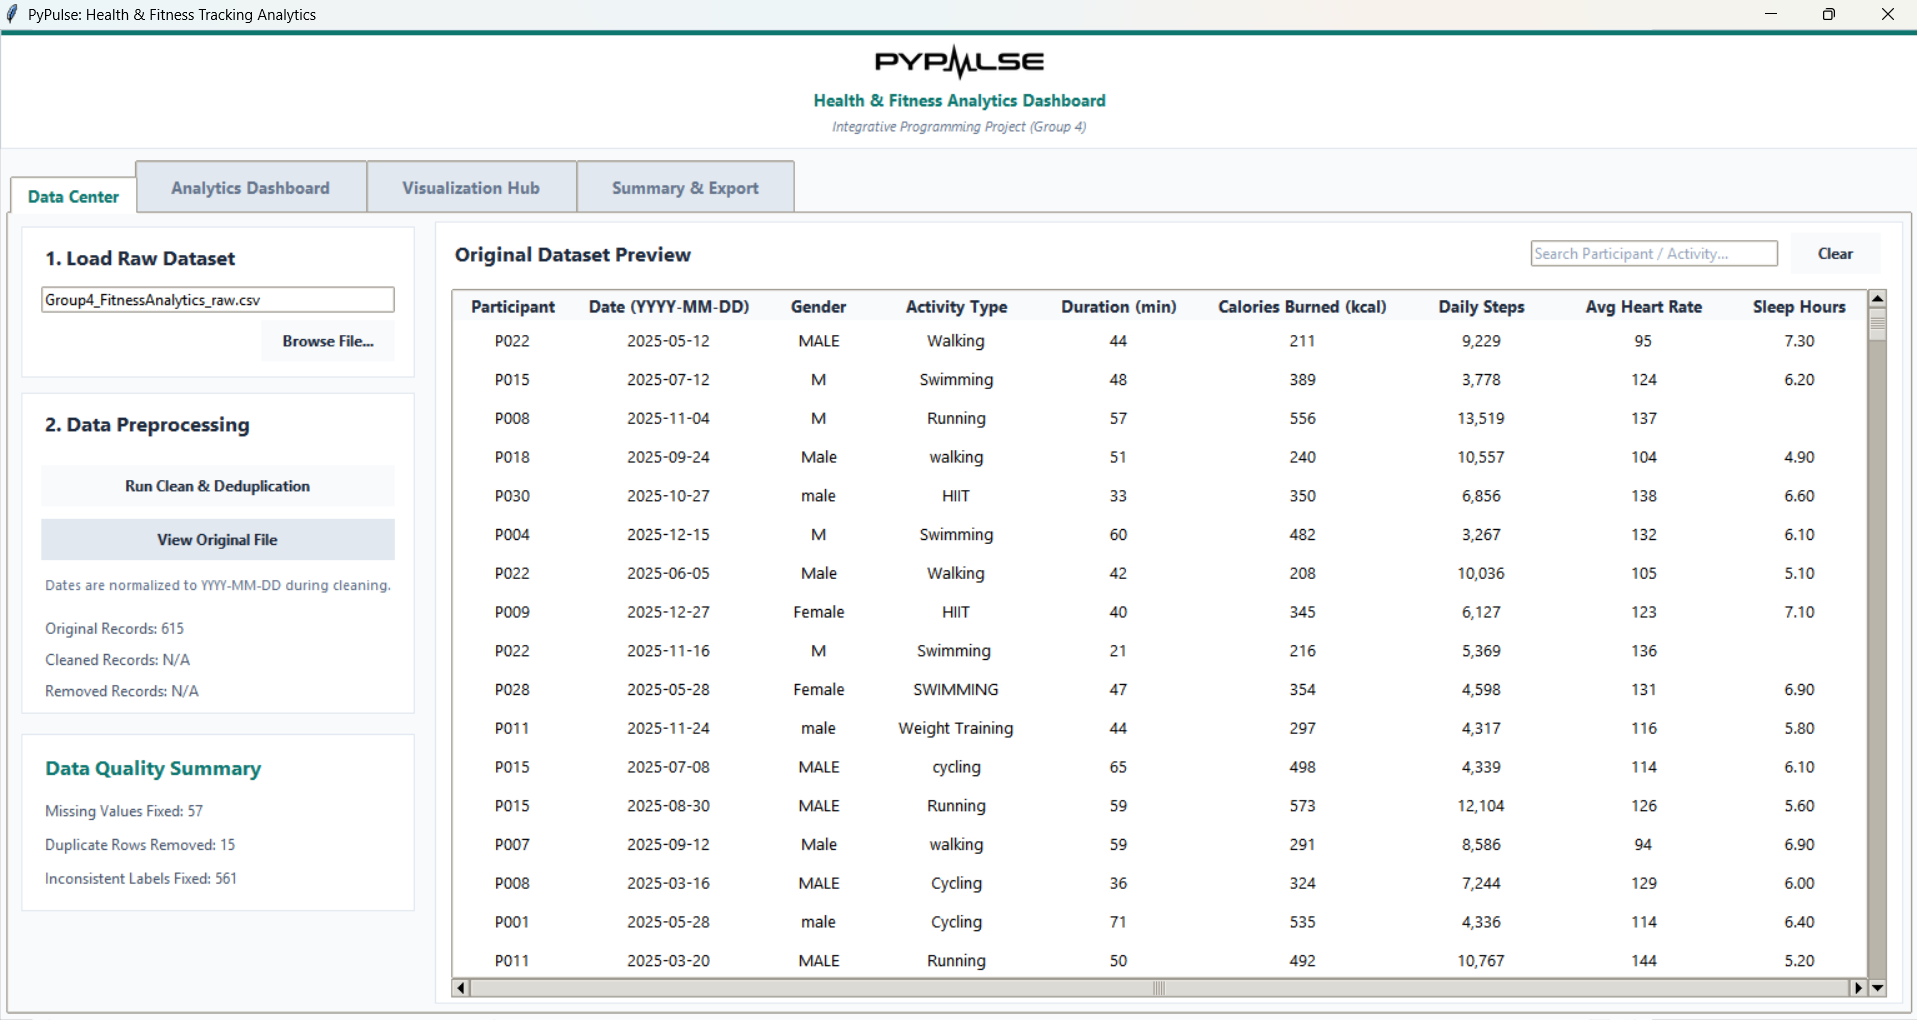 PyPulse: Health & Fitness Tracking Analytics
PYPULSE
Health & Fitness Analytics Dashboard
Integrative Programming Project (Group 4)
Data Center Analytics Dashboard Visualization Hub Summary & Export
1. Load Raw Dataset
Group4_FitnessAnalytics_raw.csv
Browse File...
2. Data Preprocessing
Run Clean & Deduplication
View Original File
Dates are normalized to YYYY-MM-DD during cleaning.
Original Records: 615
Cleaned Records: N/A
Removed Records: N/A
Data Quality Summary
Missing Values Fixed: 57
Duplicate Rows Removed: 15
Inconsistent Labels Fixed: 561
Original Dataset Preview
Search Participant / Activity... Clear
Participant Date (YYYY-MM-DD) Gender Activity Type Duration (min) Calories Burned (kcal) Daily Steps Avg Heart Rate Sleep Hours
P022 2025-05-12 MALE Walking 44 211 9,229 95 7.30
P015 2025-07-12 M Swimming 48 389 3,778 124 6.20
P008 2025-11-04 M Running 57 556 13,519 137
P018 2025-09-24 Male walking 51 240 10,557 104 4.90
P030 2025-10-27 male HIIT 33 350 6,856 138 6.60
P004 2025-12-15 M Swimming 60 482 3,267 132 6.10
P022 2025-06-05 Male Walking 42 208 10,036 105 5.10
P009 2025-12-27 Female HIIT 40 345 6,127 123 7.10
P022 2025-11-16 M Swimming 21 216 5,369 136
P028 2025-05-28 Female SWIMMING 47 354 4,598 131 6.90
P011 2025-11-24 male Weight Training 44 297 4,317 116 5.80
P015 2025-07-08 MALE cycling 65 498 4,339 114 6.10
P015 2025-08-30 MALE Running 59 573 12,104 126 5.60
P007 2025-09-12 Male walking 59 291 8,586 94 6.90
P008 2025-03-16 MALE Cycling 36 324 7,244 129 6.00
P001 2025-05-28 male Cycling 71 535 4,336 114 6.40
P011 2025-03-20 MALE Running 50 492 10,767 144 5.20